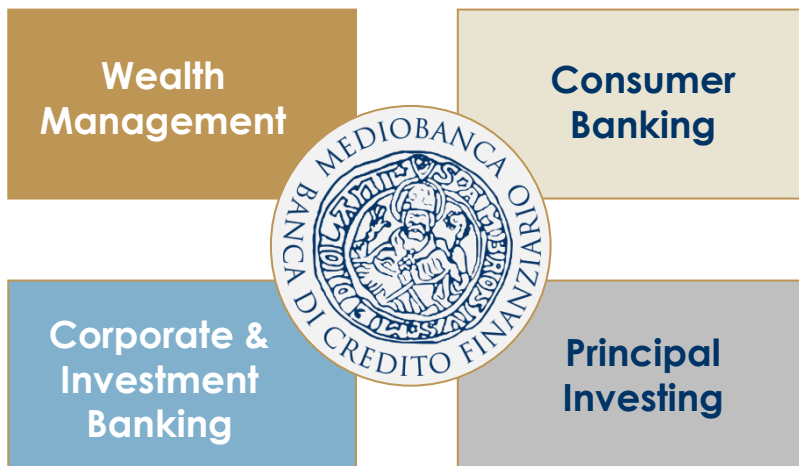 Wealth
Management
Consumer
Banking
MEDIOBANCA
BANCA DI CREDITO FINANZIARIO
Corporate &
Investment
Banking
Principal
Investing